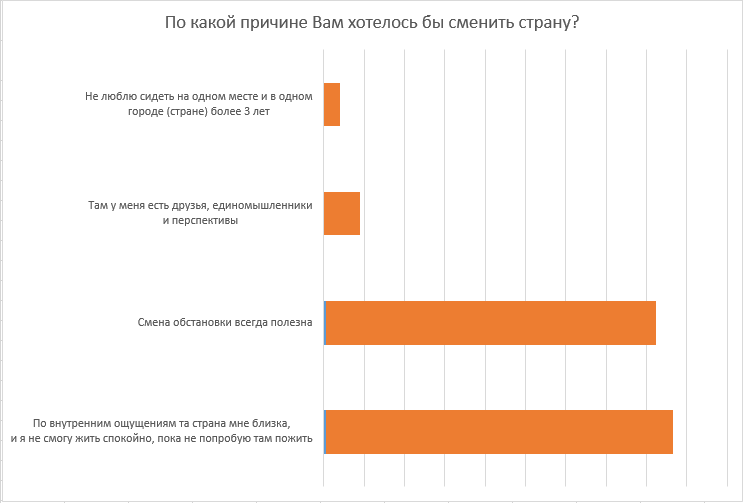 По какой причине Вам хотелось бы сменить страну?
Не люблю сидеть на одном месте и в одном
городе (стране) более 3 лет
Там у меня есть друзья, единомышленники
и перспективы
Смена обстановки всегда полезна
По внутренним ощущениям та страна мне близка,
и я не смогу жить спокойно, пока не попробую там пожить